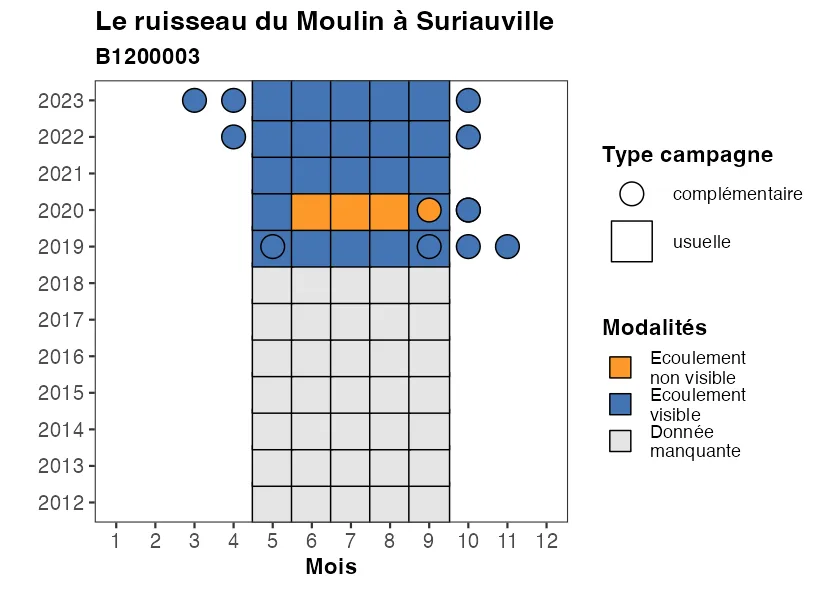 Le ruisseau du Moulin à Suriauville
B1200003
2023
2022
2021
2020
2019
2018
2017
2016
2015
2014
2013
2012
1 2 3 4 5 6 7 8 9 10 11 12
Mois
Type campagne
complémentaire
usuelle
Modalités
Ecoulement
non visible
Ecoulement
visible
Donnée
manquante